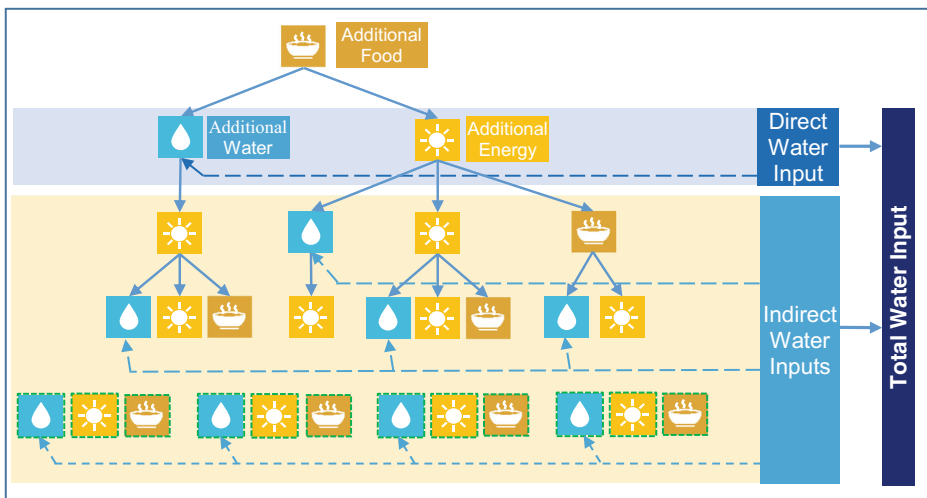 Additional
Food
Additional
Water
Additional
Energy
Direct
Water
Input
Indirect
Water
Inputs
Total Water Input